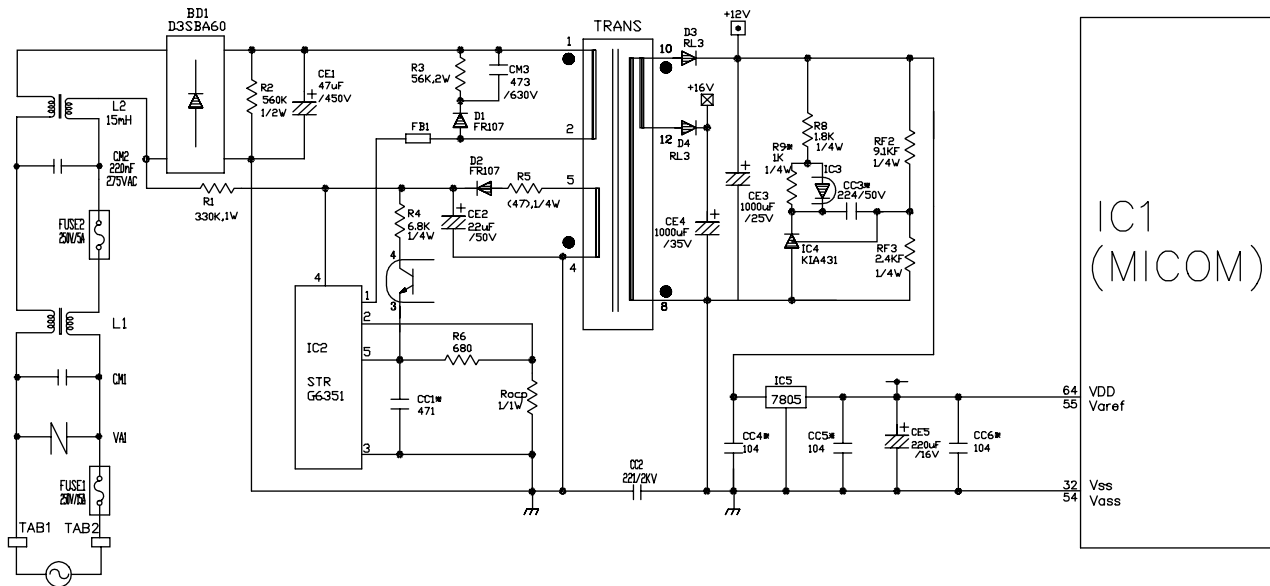 BD1
D3SBA60
L2
15mH
CM2
220nF
275VAC
FUSE2
250V/5A
L1
CM1
VA1
FUSE1
250V/15A
TAB1
TAB2
R1
330K,1W
R2
560K
1/2W
CE1
47uF
/450V
+
R3
56K,2W
CM3
473
/630V
D1
FR107
FB1
D2
FR107
R5
(47),1/4W
R4
6.8K
1/4W
+
CE2
22uF
/50V
4
3
4
IC2
STR
G6351
1
2
5
3
R6
680
CC1*
471
Rocp
1/1W
TRANS
1
2
5
4
10
12
8
D3
RL3
D4
RL3
+12V
+16V
+
CE3
1000uF
/25V
+
CE4
1000uF
/35V
R8
1.8K
1/4W
R9*
1K
1/4W
IC3
CC3*
224/50V
IC4
KIA431
RF2
9.1KF
1/4W
RF3
2.4KF
1/4W
CC2
221/2KV
IC5
7805
CC4*
104
CC5*
104
+
CE5
220uF
/16V
CC6*
104
IC1
(MICOM)
64
55
VDD
Varef
32
54
Vss
Vass